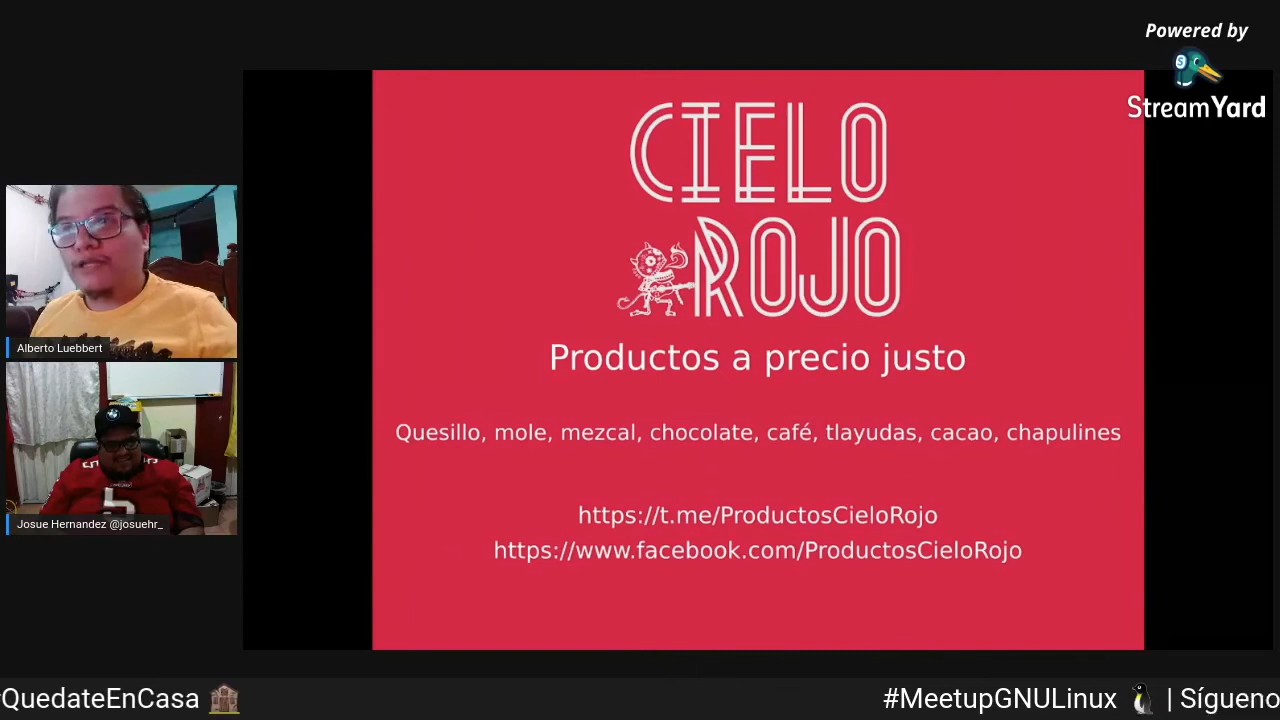 Powered by
StreamYard
CIELO
ROJO
Productos a precio justo
Quesillo, mole, mezcal, chocolate, café, tlayudas, cacao, chapulines
https://t.me/ProductosCieloRojo
https://www.facebook.com/ProductosCieloRojo
Alberto Luebbert
Josue Hernandez @josuehr_
QuedateEnCasa #MeetupGNULinux | Sígueno